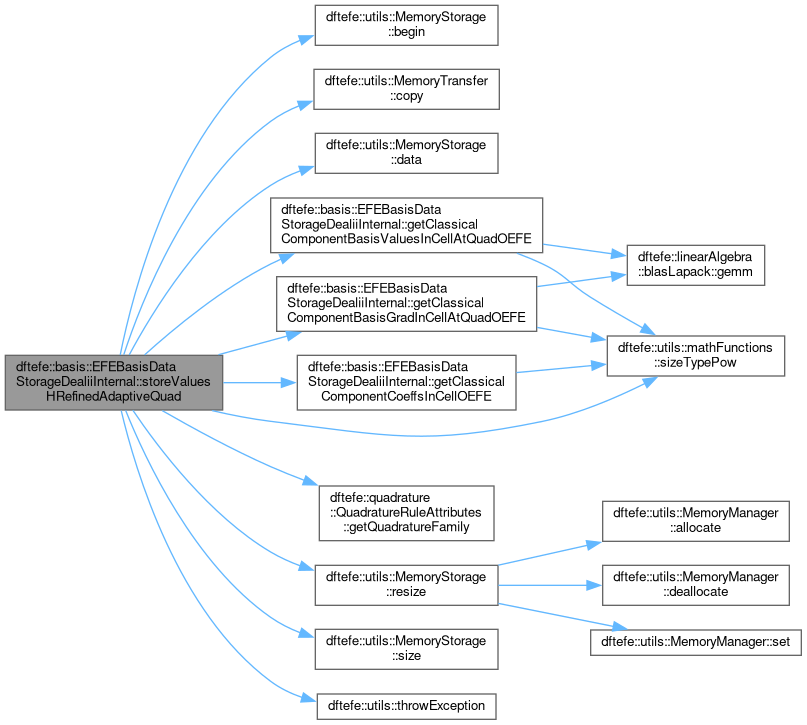 dftefe::utils::MemoryStorage
::begin
dftefe::utils::MemoryTransfer
::copy
dftefe::utils::MemoryStorage
::data
dftefe::basis::EFEBasisData
StorageDealiiInternal::getClassical
ComponentBasisValuesInCellAtQuadOEFE
dftefe::linearAlgebra
::blasLapack::gemm
dftefe::basis::EFEBasisData
StorageDealiiInternal::getClassical
ComponentBasisGradInCellAtQuadOEFE
dftefe::utils::mathFunctions
::sizeTypePow
dftefe::basis::EFEBasisData
StorageDealiiInternal::storeValues
HRefinedAdaptiveQuad
dftefe::basis::EFEBasisData
StorageDealiiInternal::getClassical
ComponentCoeffsInCellOEFE
dftefe::quadrature
::QuadratureRuleAttributes
::getQuadratureFamily
dftefe::utils::MemoryManager
::allocate
dftefe::utils::MemoryStorage
::resize
dftefe::utils::MemoryManager
::deallocate
dftefe::utils::MemoryManager::set
dftefe::utils::MemoryStorage
::size
dftefe::utils::throwException